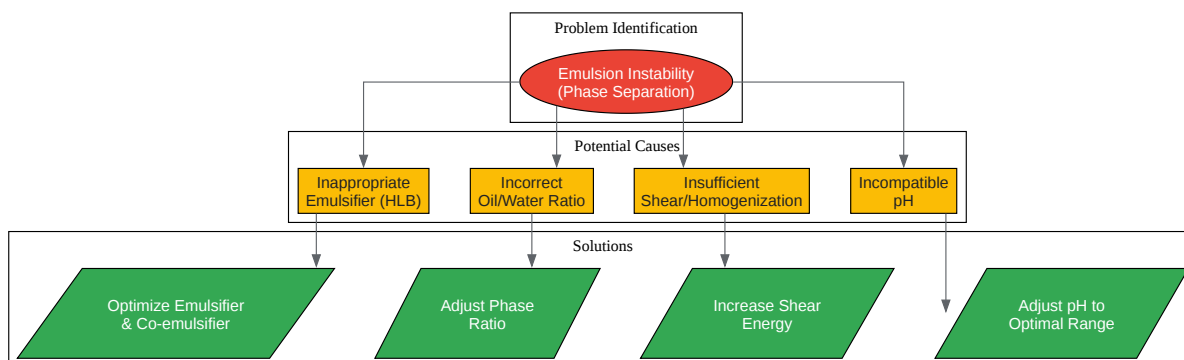 Problem Identification
Emulsion Instability
(Phase Separation)
Potential Causes
Inappropriate
Emulsifier (HLB)
Incorrect
Oil/Water Ratio
Insufficient
Shear/Homogenization
Incompatible
pH
Solutions
Optimize Emulsifier
& Co-emulsifier
Adjust Phase
Ratio
Increase Shear
Energy
Adjust pH to
Optimal Range